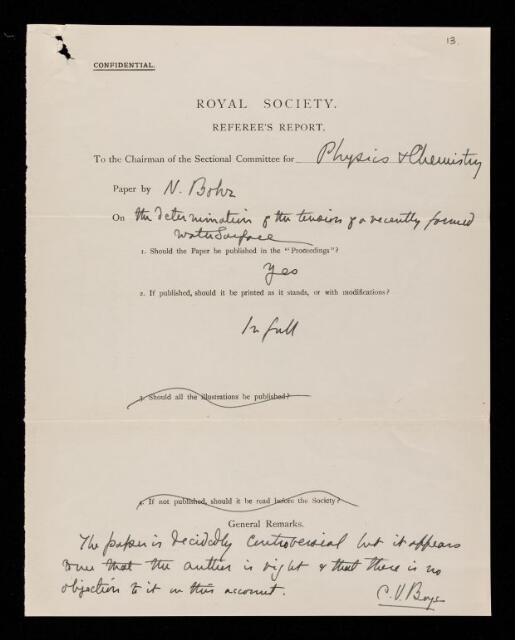 13.
CONFIDENTIAL.
ROYAL SOCIETY.
REFEREE'S REPORT.
To the Chairman of the Sectional Committee for Physics & Chemistry
Paper by N. Bohr
On the determination of the tension of a recently formed
water surface
1. Should the Paper be published in the "Proceedings"?
Yes
2. If published, should it be printed as it stands, or with modifications?
In full
3. Should all the illustrations be published?
4. If not published, should it be read before the Society?
General Remarks.
The paper is decidedly controversial but it appears
to me that the author is right & that there is no
objection to it on this account.
C. V. Boys